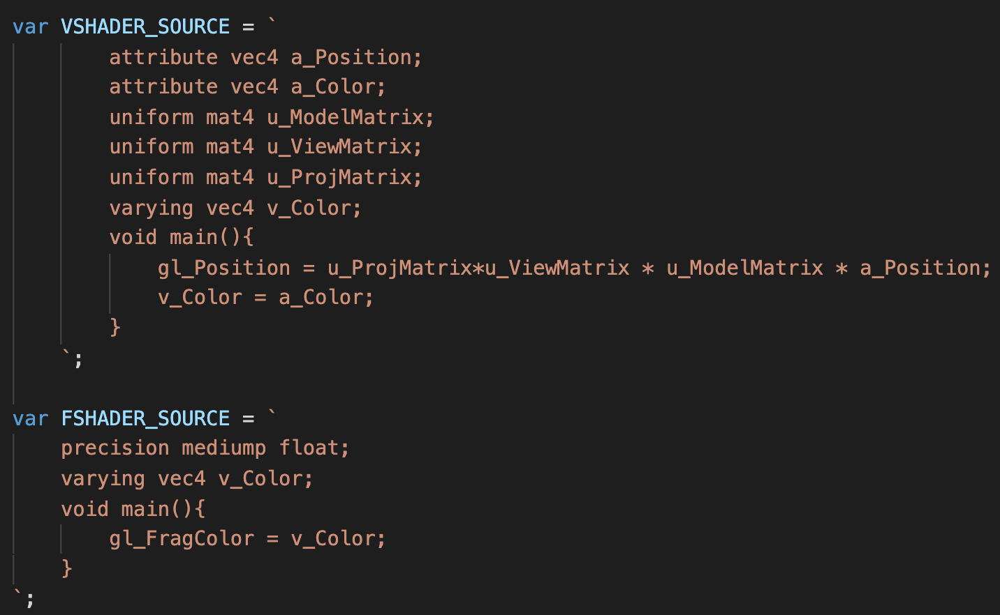 var VSHADER_SOURCE = `
attribute vec4 a_Position;
attribute vec4 a_Color;
uniform mat4 u_ModelMatrix;
uniform mat4 u_ViewMatrix;
uniform mat4 u_ProjMatrix;
varying vec4 v_Color;
void main(){
gl_Position = u_ProjMatrix*u_ViewMatrix * u_ModelMatrix * a_Position;
v_Color = a_Color;
}
`;
var FSHADER_SOURCE = `
precision mediump float;
varying vec4 v_Color;
void main(){
gl_FragColor = v_Color;
}
`;